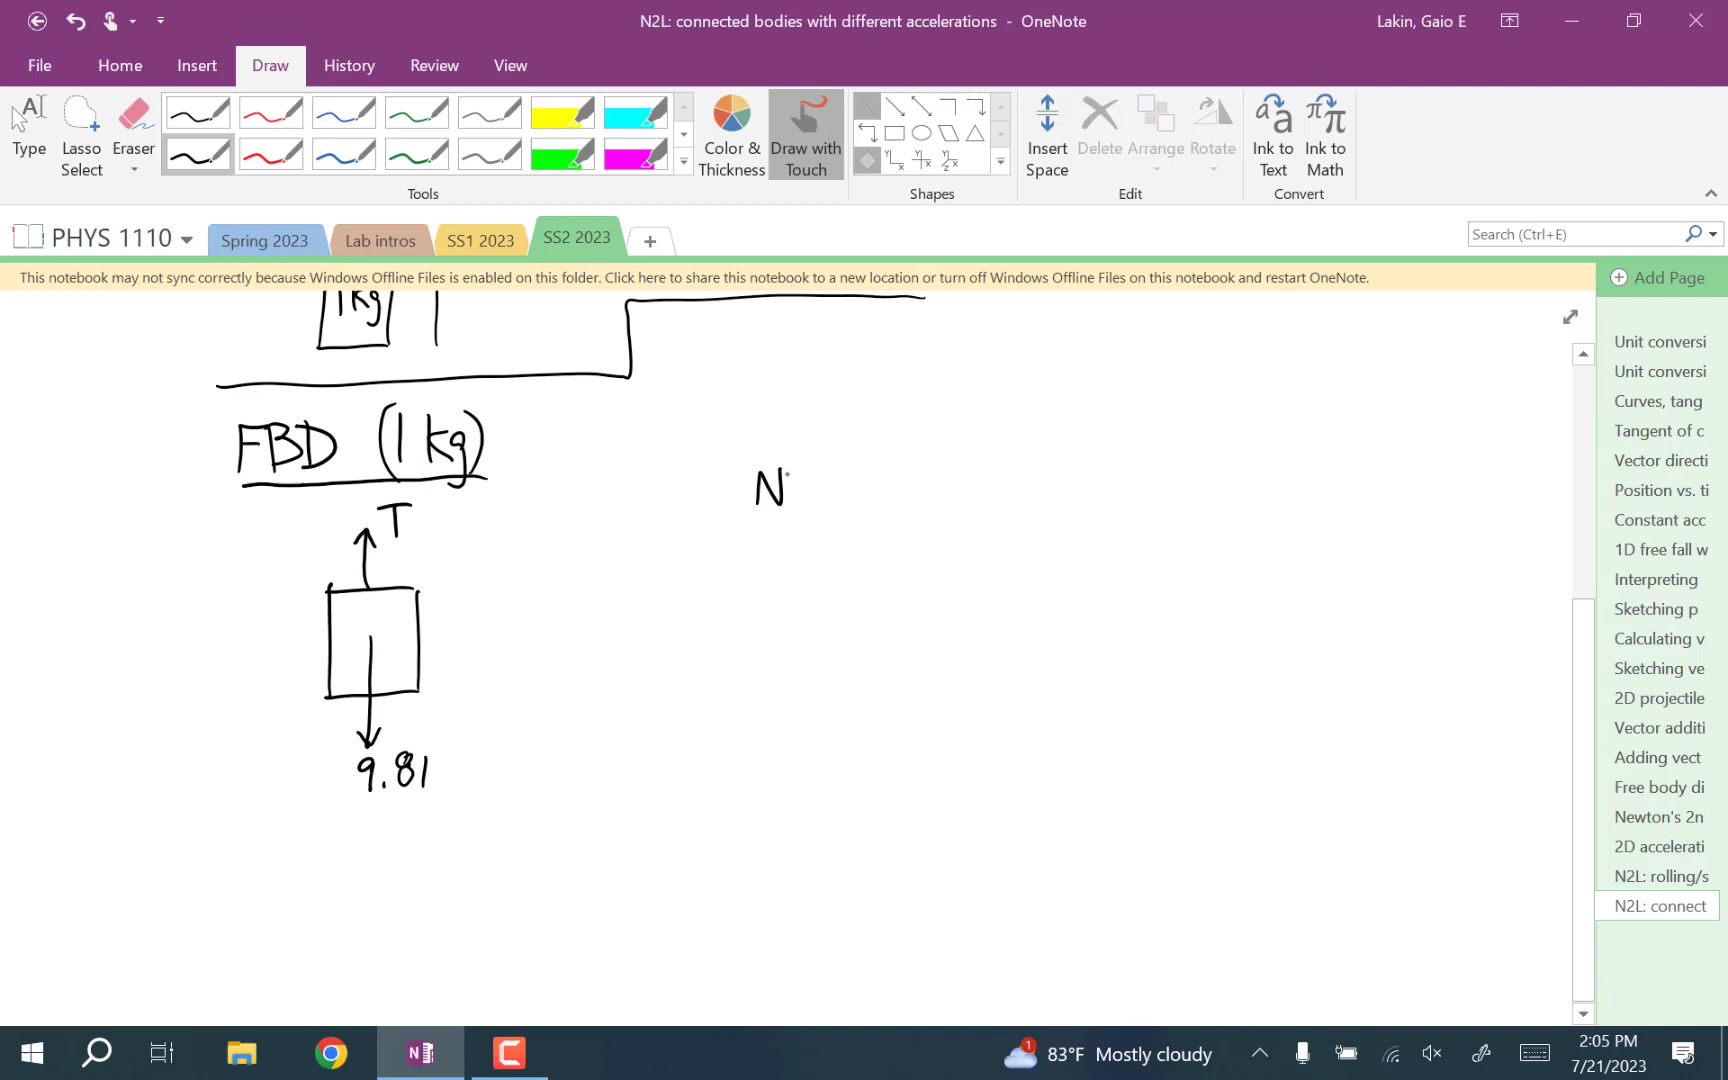 N2L: connected bodies with different accelerations - OneNote
Lakin, Gaio E
File Home Insert Draw History Review View
Type
Lasso Select
Eraser
Color & Thickness
Draw with Touch
Insert Space
Delete
Arrange
Rotate
Ink to Text
Ink to Math
Tools
Shapes
Edit
Convert
PHYS 1110
Spring 2023
Lab intros
SS1 2023
SS2 2023
Search (Ctrl+E)
This notebook may not sync correctly because Windows Offline Files is enabled on this folder. Click here to share this notebook to a new location or turn off Windows Offline Files on this notebook and restart OneNote.
Add Page
1kg
FBD (1 kg)
T
9.81
N
Unit conversi
Unit conversi
Curves, tang
Tangent of c
Vector directi
Position vs. ti
Constant acc
1D free fall w
Interpreting
Sketching p
Calculating v
Sketching ve
2D projectile
Vector additi
Adding vect
Free body di
Newton's 2n
2D accelerati
N2L: rolling/s
N2L: connect
83°F Mostly cloudy
2:05 PM
7/21/2023